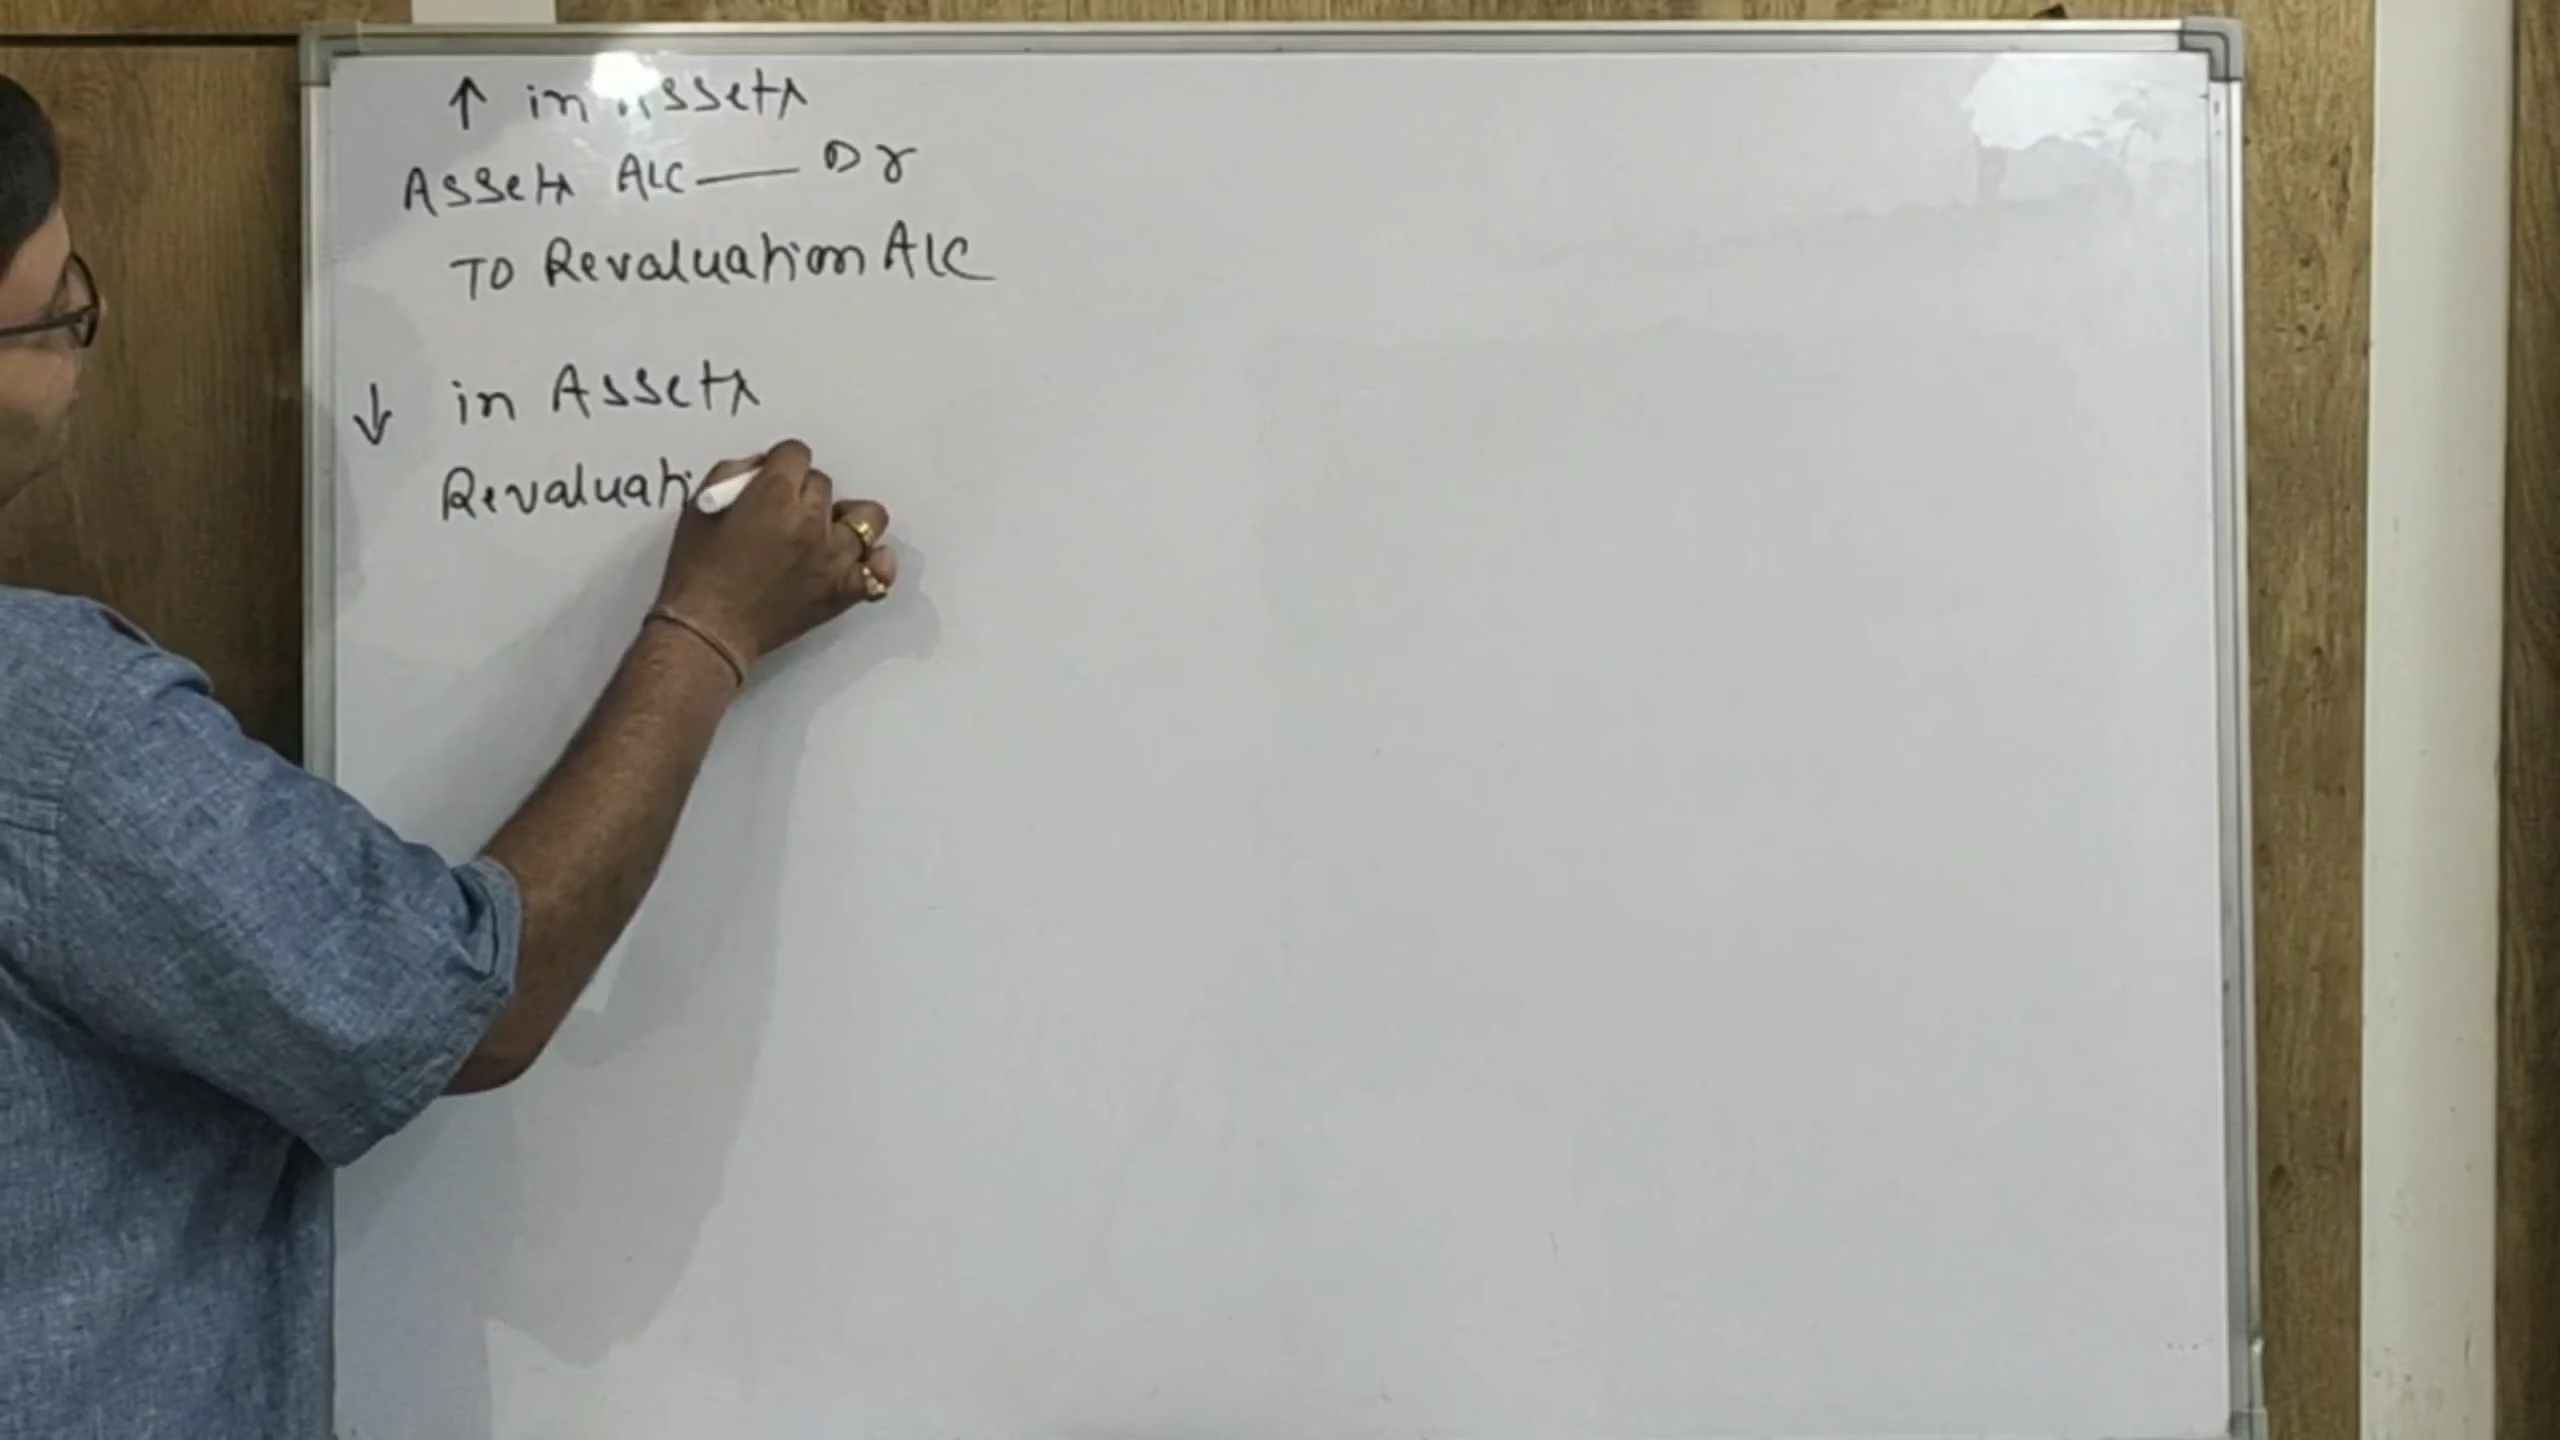 ↑ in Assets
Assets A/c — Dr
To Revaluation A/c
↓ in Assets
Revaluati